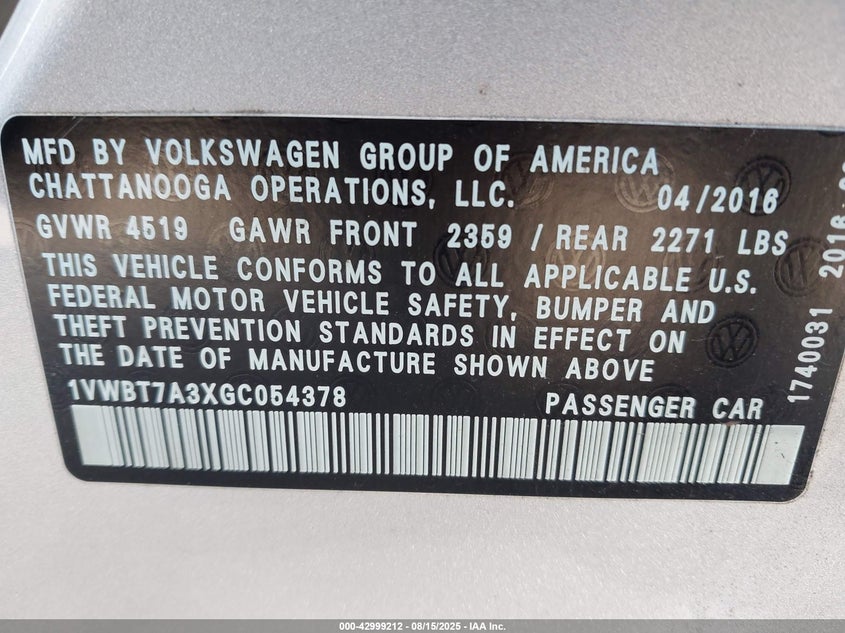 MFD BY VOLKSWAGEN GROUP OF AMERICA
CHATTANOOGA OPERATIONS, LLC. 04/2016
GVWR 4519 GAWR FRONT 2359 / REAR 2271 LBS
THIS VEHICLE CONFORMS TO ALL APPLICABLE U.S.
FEDERAL MOTOR VEHICLE SAFETY, BUMPER AND
THEFT PREVENTION STANDARDS IN EFFECT ON
THE DATE OF MANUFACTURE SHOWN ABOVE
1VWBT7A3XGC054378 PASSENGER CAR
1740031 2016
000-42999212 - 08/15/2025 - IAA Inc.